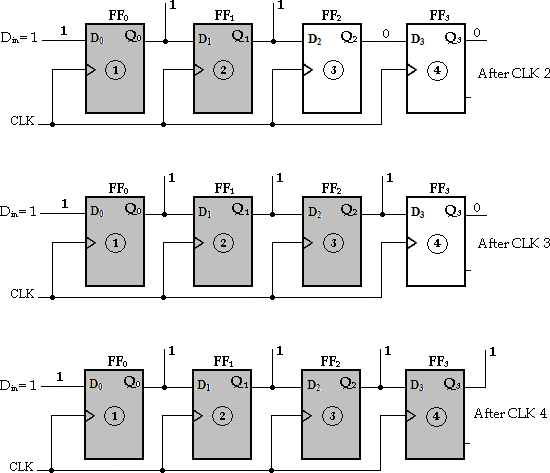 1 1
FF₀ FF₁ FF₂ FF₃
Dᵢₙ= 1 1 D₀ Q₀ D₁ Q₁ D₂ Q₂ 0 D₃ Q₃ 0
1 2 3 4 After CLK 2
CLK
1 1 1
FF₀ FF₁ FF₂ FF₃
Dᵢₙ= 1 1 D₀ Q₀ D₁ Q₁ D₂ Q₂ D₃ Q₃ 0
1 2 3 4 After CLK 3
CLK
1 1 1 1
FF₀ FF₁ FF₂ FF₃
Dᵢₙ= 1 1 D₀ Q₀ D₁ Q₁ D₂ Q₂ D₃ Q₃
1 2 3 4 After CLK 4
CLK